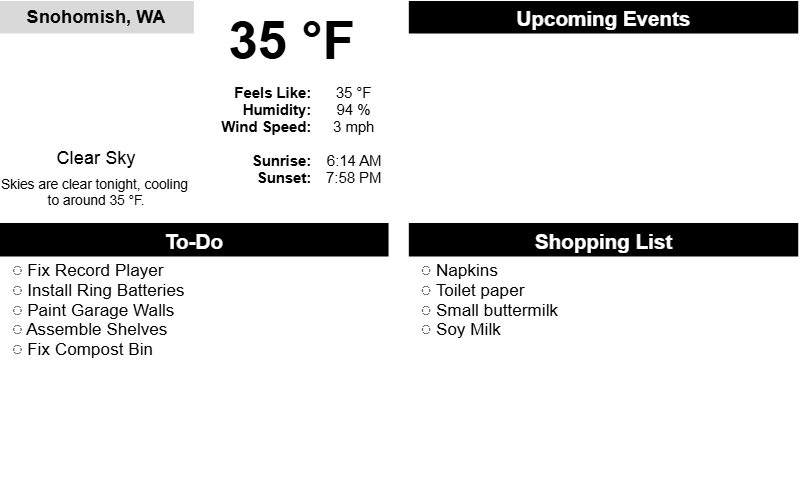 Snohomish, WA
35 °F
Feels Like: 35 °F
Humidity: 94 %
Wind Speed: 3 mph
Sunrise: 6:14 AM
Sunset: 7:58 PM
Clear Sky
Skies are clear tonight, cooling
to around 35 °F.
Upcoming Events
To-Do
◌ Fix Record Player
◌ Install Ring Batteries
◌ Paint Garage Walls
◌ Assemble Shelves
◌ Fix Compost Bin
Shopping List
◌ Napkins
◌ Toilet paper
◌ Small buttermilk
◌ Soy Milk